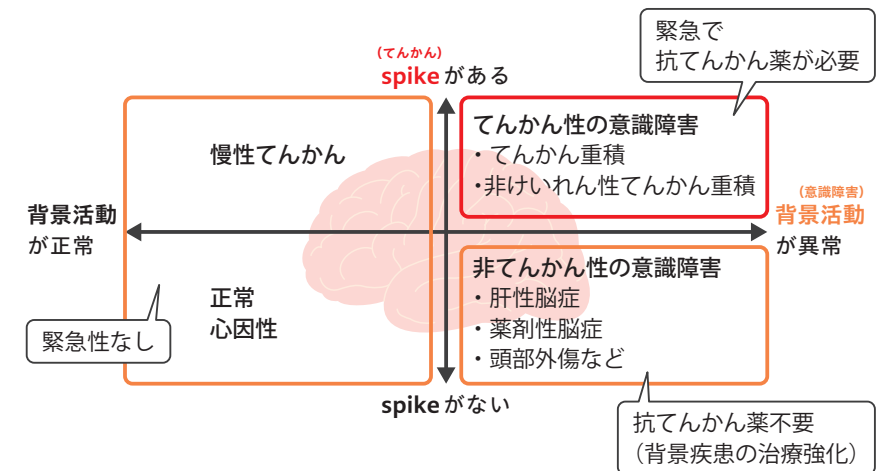 緊急で
抗てんかん薬が必要
（てんかん）
spikeがある
慢性てんかん
てんかん性の意識障害
・てんかん重積
・非けいれん性てんかん重積
背景活動
が正常
（意識障害）
背景活動
が異常
正常
心因性
緊急性なし
非てんかん性の意識障害
・肝性脳症
・薬剤性脳症
・頭部外傷など
spikeがない
抗てんかん薬不要
（背景疾患の治療強化）